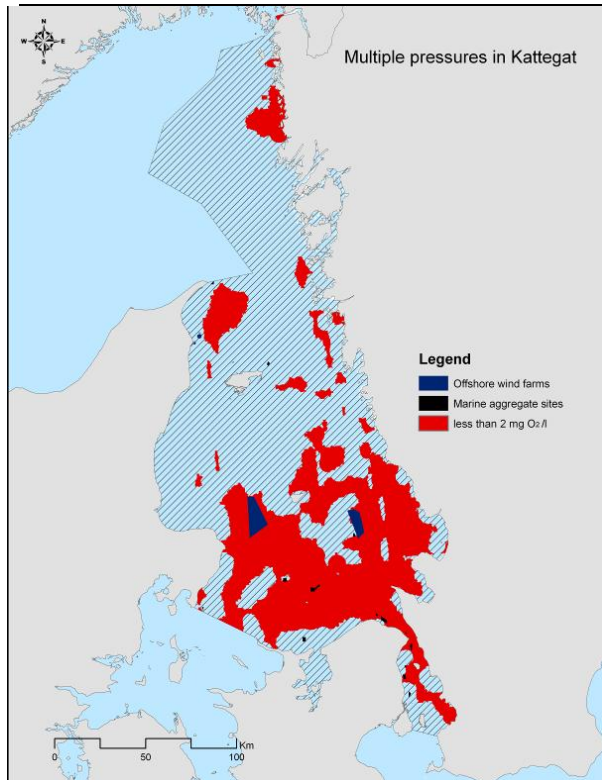 N
W E
S
Multiple pressures in Kattegat
Legend
Offshore wind farms
Marine aggregate sites
less than 2 mg O2/l
Km
0 50 100